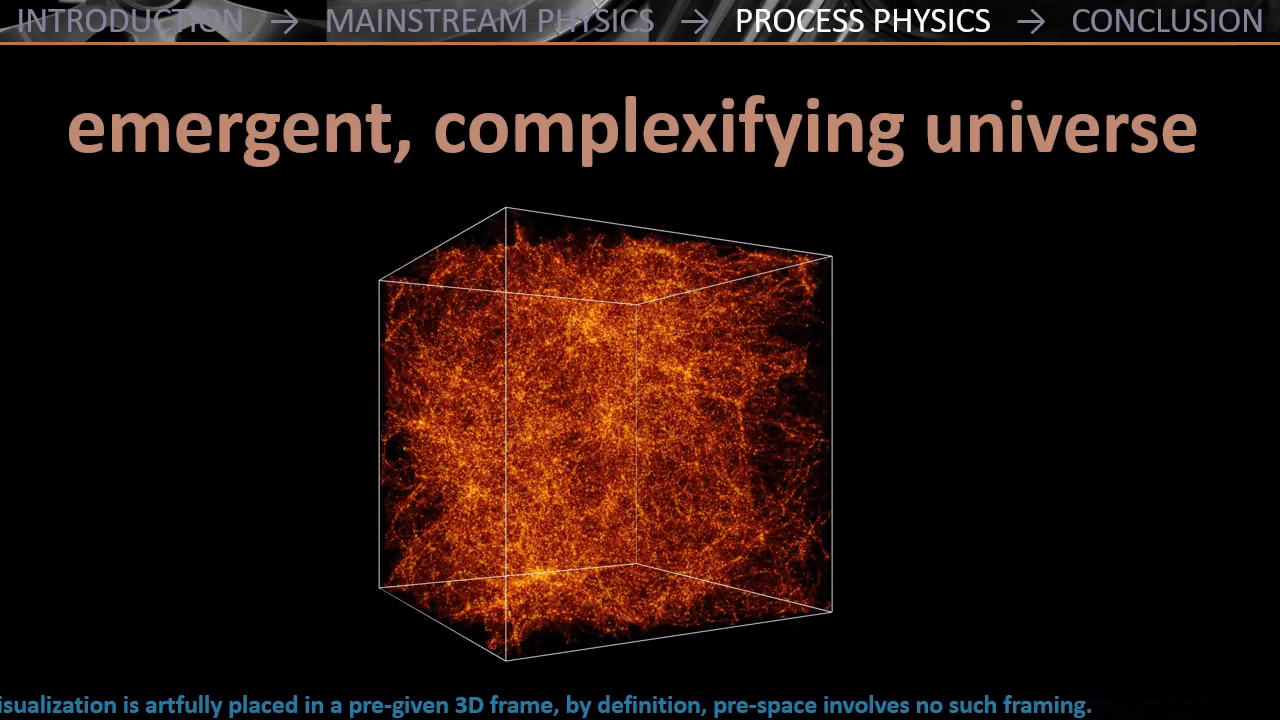 INTRODUCTION → MAINSTREAM PHYSICS → PROCESS PHYSICS → CONCLUSION
emergent, complexifying universe
isualization is artfully placed in a pre-given 3D frame, by definition, pre-space involves no such framing.